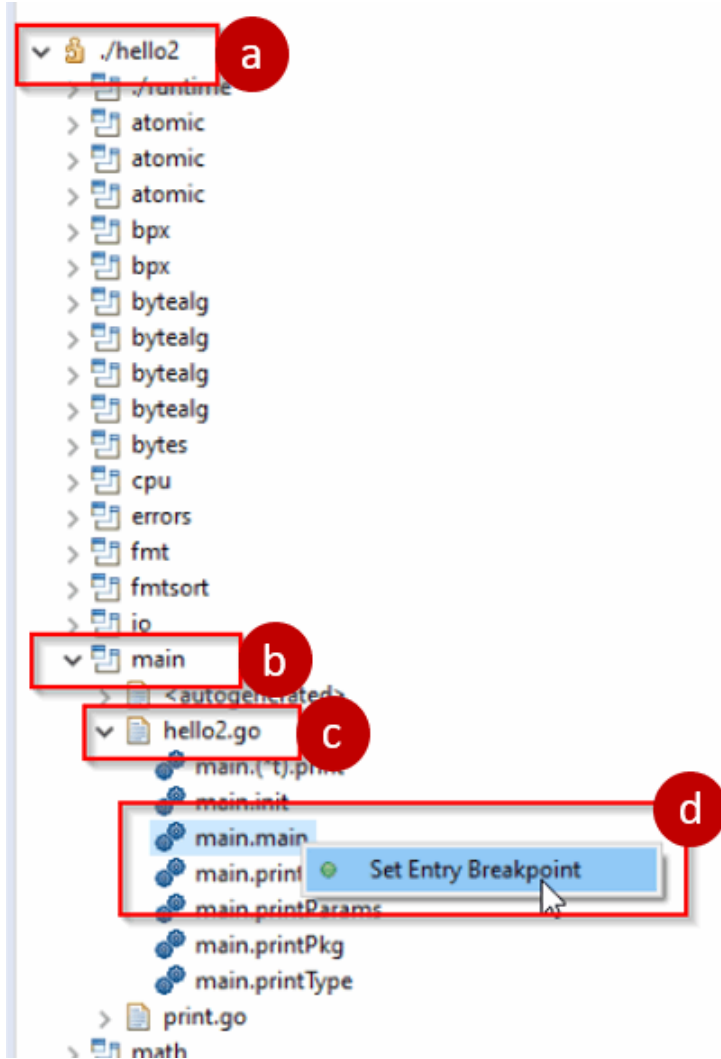 ./hello2
a
./runtime
atomic
atomic
atomic
bpx
bpx
bytealg
bytealg
bytealg
bytealg
bytes
cpu
errors
fmt
fmtsort
io
main
b
<autogenerated>
hello2.go
c
main.(*t).print
main.init
d
main.main
main.print
Set Entry Breakpoint
main.printParams
main.printPkg
main.printType
print.go
math